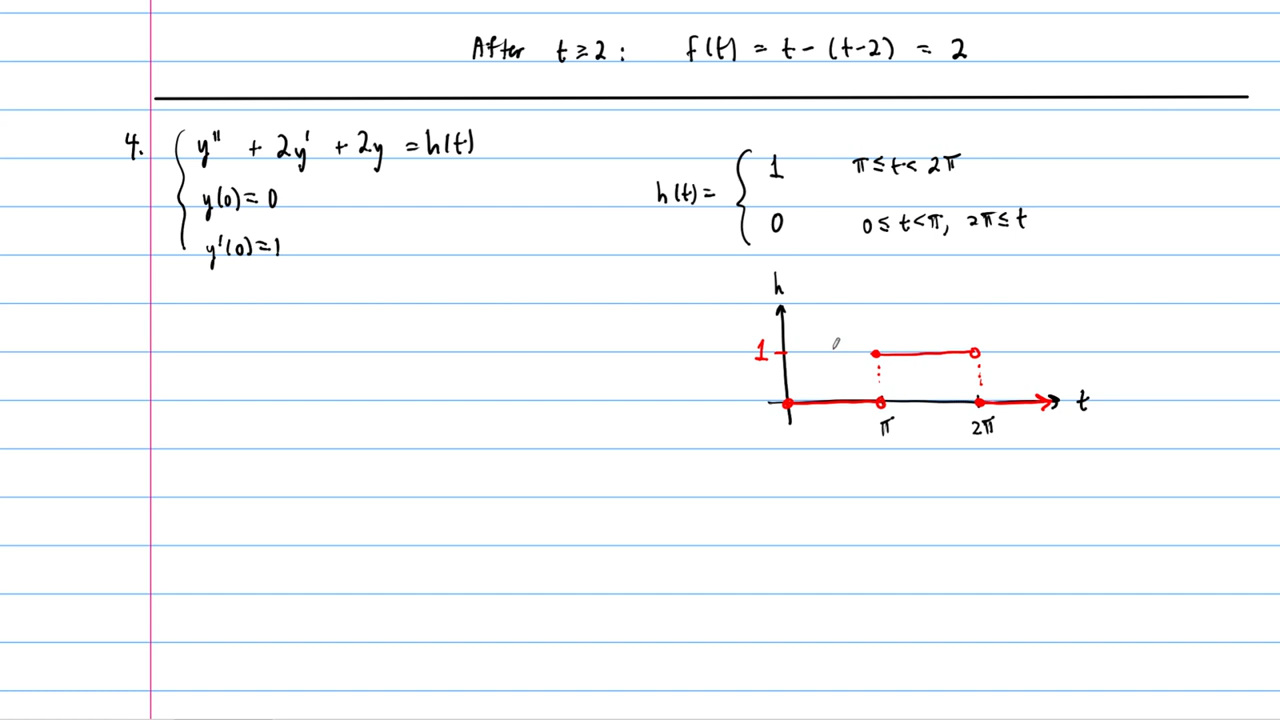 After t ≥ 2 : f(t) = t - (t-2) = 2
4. y'' + 2y' + 2y = h(t)
y(0) = 0
y'(0) = 1
h(t) = { 1 π ≤ t < 2π
0 0 ≤ t < π, 2π ≤ t
h
1
t
π 2π